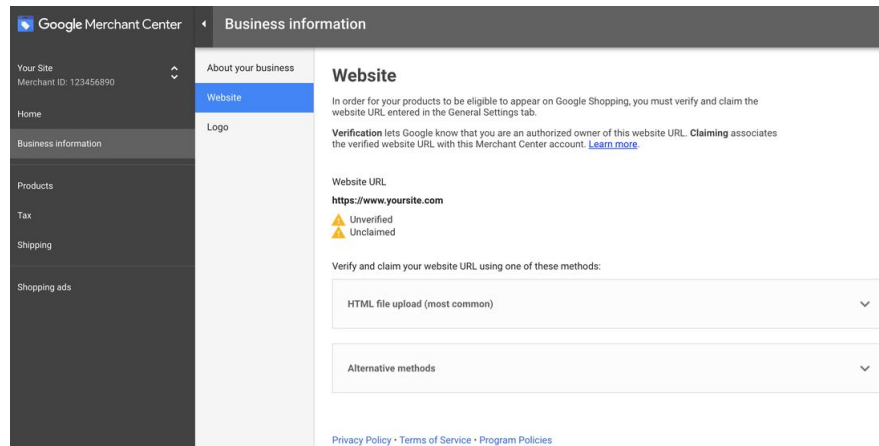 Google Merchant Center
Business information
Your Site
Merchant ID: 123456890
Home
Business information
Products
Tax
Shipping
Shopping ads
About your business
Website
Logo
Website
In order for your products to be eligible to appear on Google Shopping, you must verify and claim the
website URL entered in the General Settings tab.
Verification lets Google know that you are an authorized owner of this website URL. Claiming associates
the verified website URL with this Merchant Center account. Learn more.
Website URL
https://www.yoursite.com
Unverified
Unclaimed
Verify and claim your website URL using one of these methods:
HTML file upload (most common)
Alternative methods
Privacy Policy • Terms of Service • Program Policies